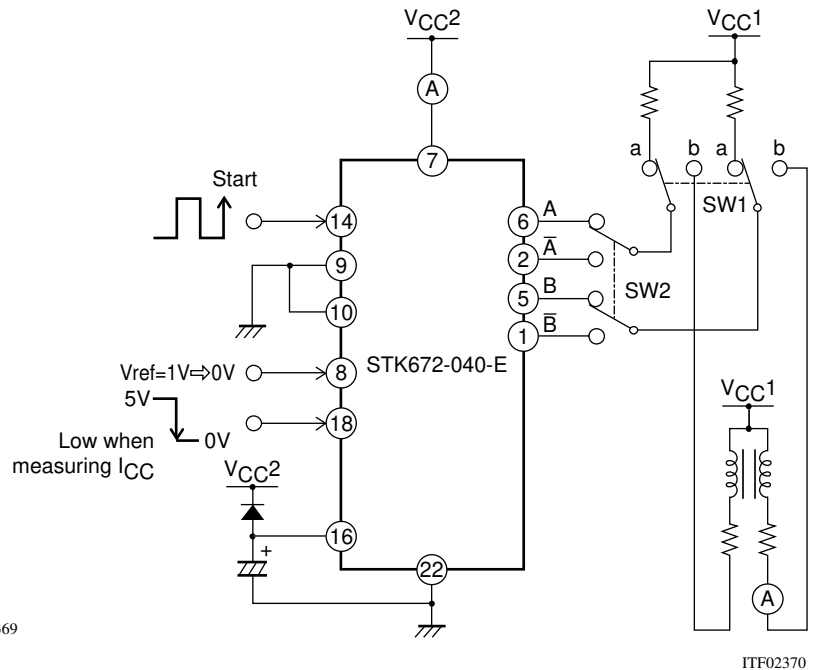 VCC2
VCC1
A
7
Start
a
b
a
b
SW1
14
6 A
9
2 A̅
SW2
10
5 B
1 B̅
Vref=1V⇨0V
8
STK672-040-E
5V
0V
18
Low when
measuring ICC
VCC1
VCC2
16
+
22
A
69
ITF02370